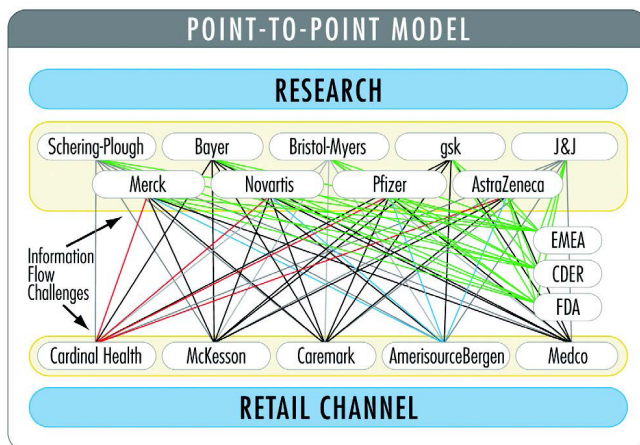 POINT-TO-POINT MODEL
RESEARCH
Schering-Plough
Bayer
Bristol-Myers
gsk
J&J
Merck
Novartis
Pfizer
AstraZeneca
EMEA
CDER
FDA
Information
Flow
Challenges
Cardinal Health
McKesson
Caremark
AmerisourceBergen
Medco
RETAIL CHANNEL